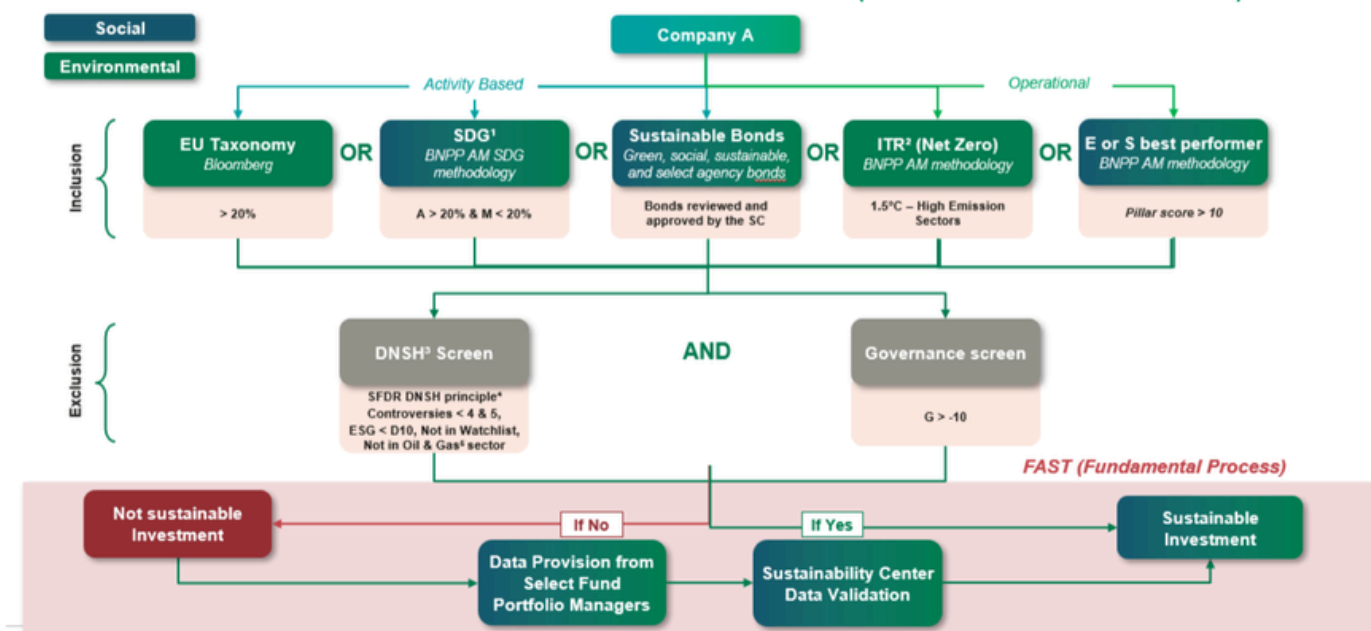 Social
Environmental
Company A
Activity Based
Operational
Inclusion
EU Taxonomy
Bloomberg
> 20%
OR
SDG¹
BNPP AM SDG
methodology
A > 20% & M < 20%
OR
Sustainable Bonds
Green, social, sustainable,
and select agency bonds
Bonds reviewed and
approved by the SC
OR
ITR² (Net Zero)
BNPP AM methodology
1.5°C – High Emission
Sectors
OR
E or S best performer
BNPP AM methodology
Pillar score > 10
Exclusion
DNSH³ Screen
SFDR DNSH principle⁴
Controversies < 4 & 5,
ESG < D10, Not in Watchlist,
Not in Oil & Gas⁵ sector
AND
Governance screen
G > -10
FAST (Fundamental Process)
Not sustainable
Investment
If No
If Yes
Sustainable
Investment
Data Provision from
Select Fund
Portfolio Managers
Sustainability Center
Data Validation